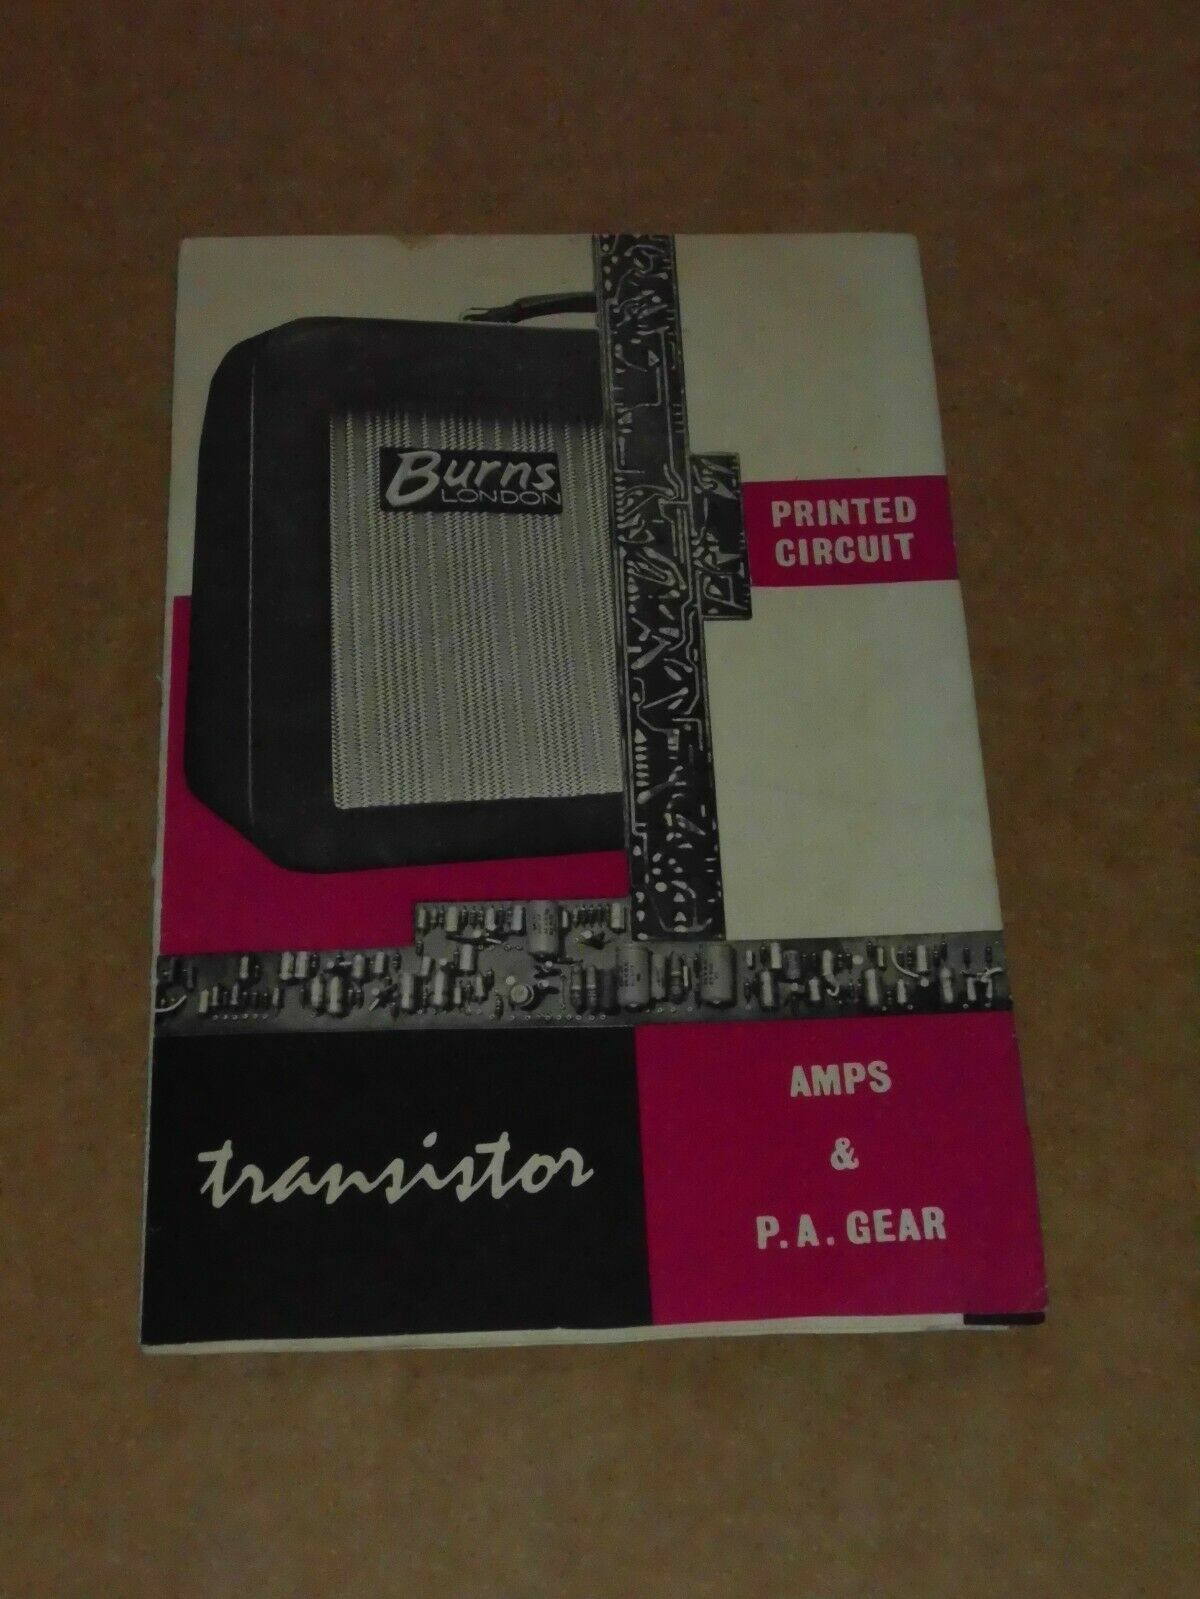 Burns
LONDON
PRINTED
CIRCUIT
transistor
AMPS
&
P.A. GEAR